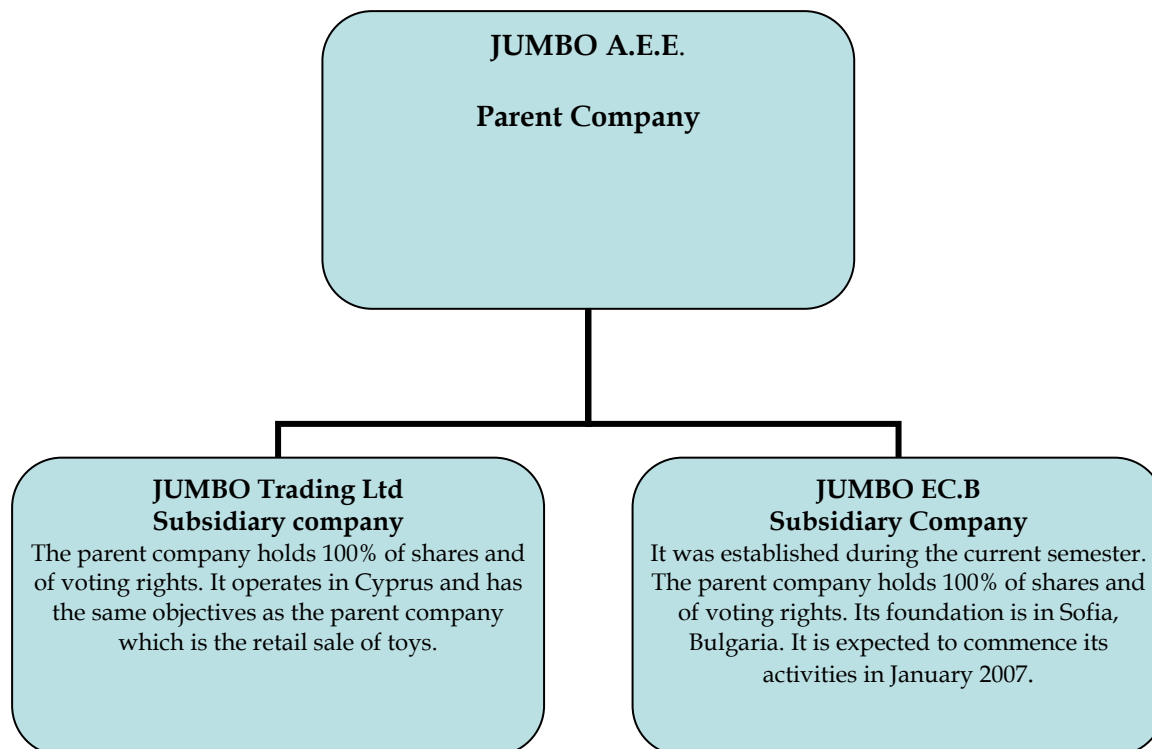 JUMBO A.E.E.
Parent Company
JUMBO Trading Ltd
Subsidiary company
The parent company holds 100% of shares and
of voting rights. It operates in Cyprus and has
the same objectives as the parent company
which is the retail sale of toys.
JUMBO EC.B
Subsidiary Company
It was established during the current semester.
The parent company holds 100% of shares and
of voting rights. Its foundation is in Sofia,
Bulgaria. It is expected to commence its
activities in January 2007.